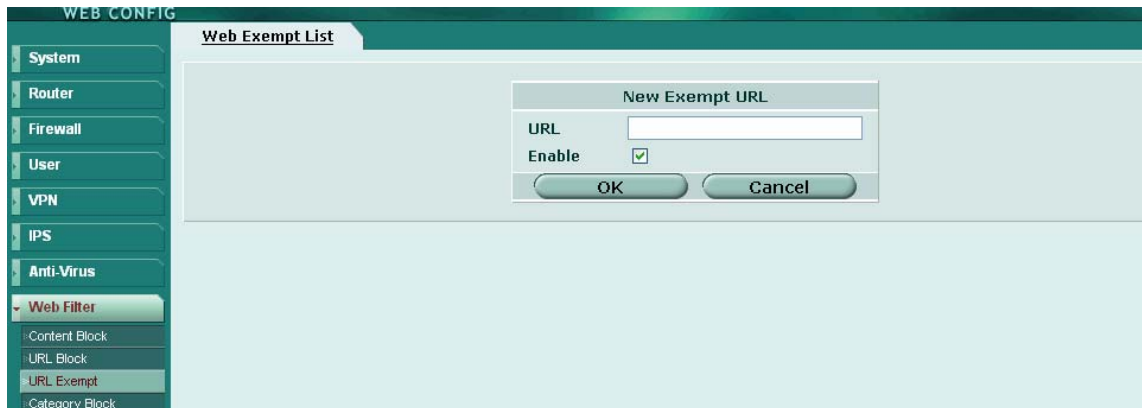 WEB CONFIG
Web Exempt List
System
Router
Firewall
User
VPN
IPS
Anti-Virus
Web Filter
Content Block
URL Block
URL Exempt
Category Block
New Exempt URL
URL
Enable
OK Cancel